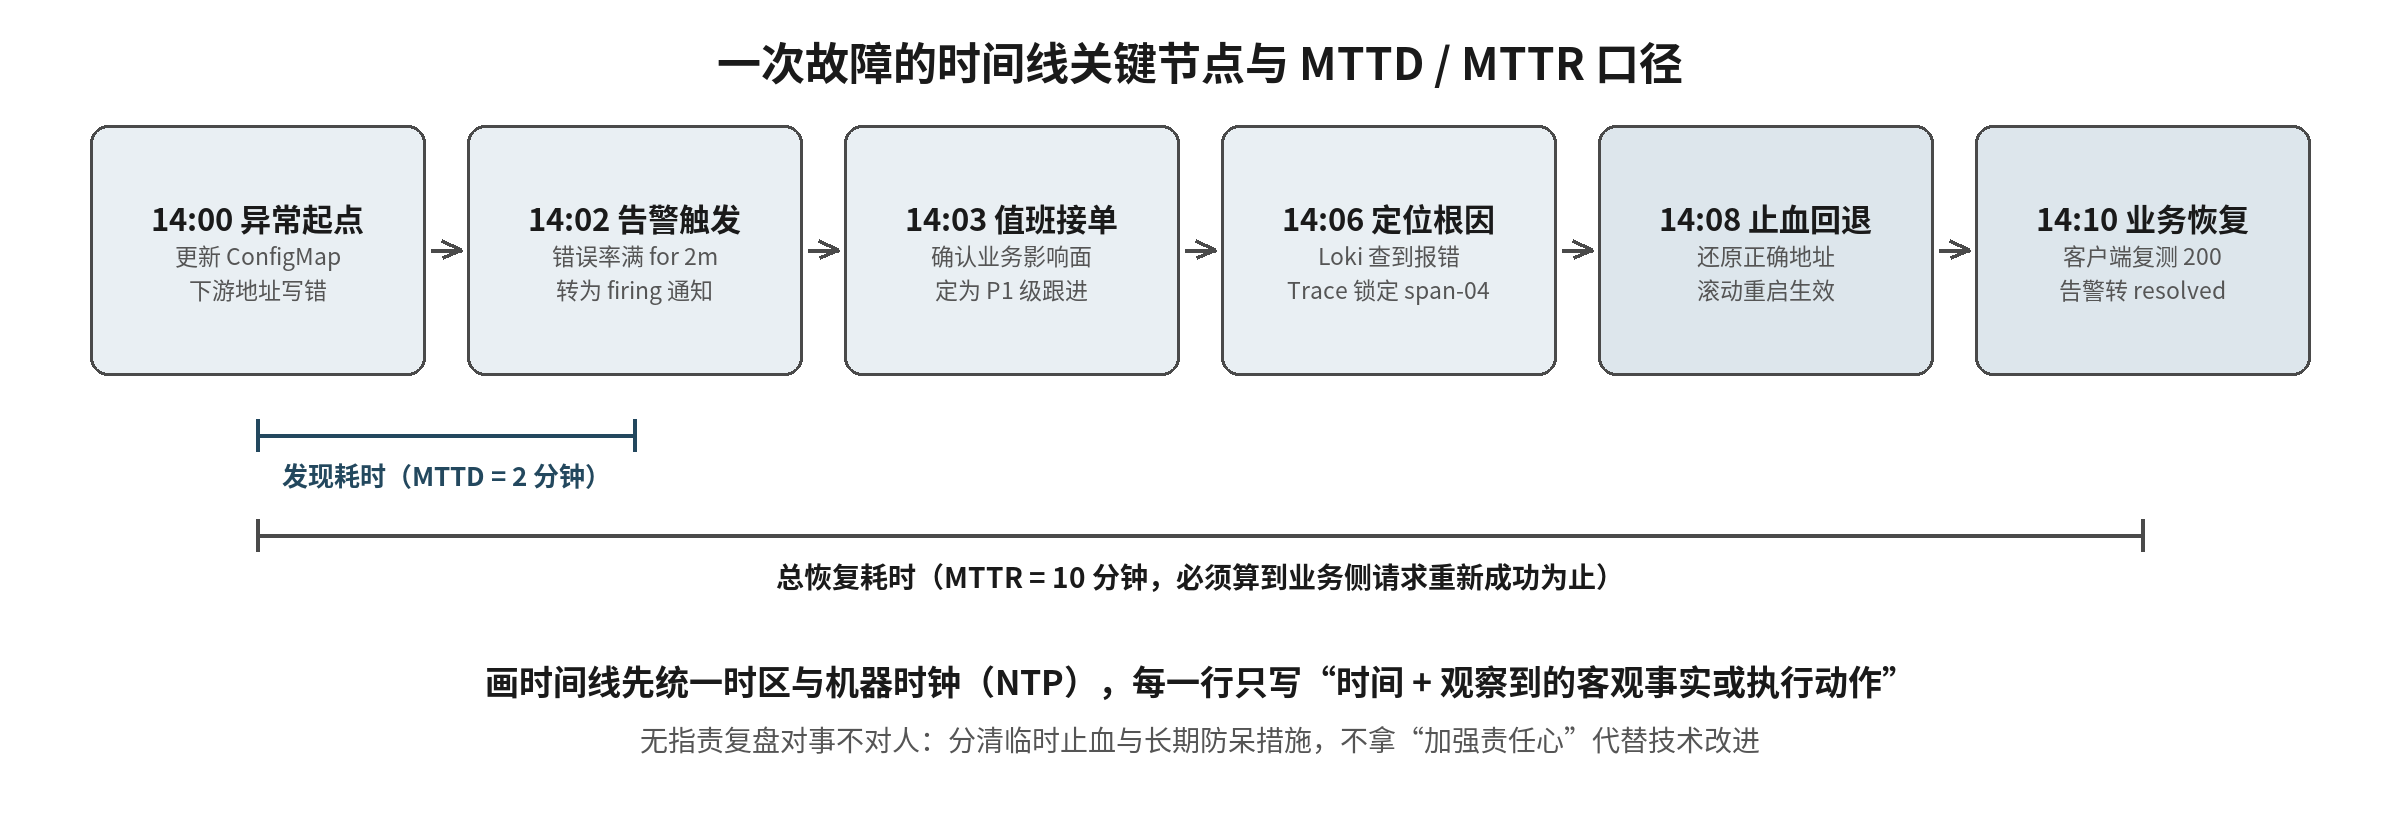 一次故障的时间线关键节点与 MTTD / MTTR 口径
14:00 异常起点
更新 ConfigMap
下游地址写错
14:02 告警触发
错误率满 for 2m
转为 firing 通知
14:03 值班接单
确认业务影响面
定为 P1 级跟进
14:06 定位根因
Loki 查到报错
Trace 锁定 span-04
14:08 止血回退
还原正确地址
滚动重启生效
14:10 业务恢复
客户端复测 200
告警转 resolved
发现耗时（MTTD = 2 分钟）
总恢复耗时（MTTR = 10 分钟，必须算到业务侧请求重新成功为止）
画时间线先统一时区与机器时钟（NTP），每一行只写“时间 + 观察到的客观事实或执行动作”
无指责复盘对事不对人：分清临时止血与长期防呆措施，不拿“加强责任心”代替技术改进